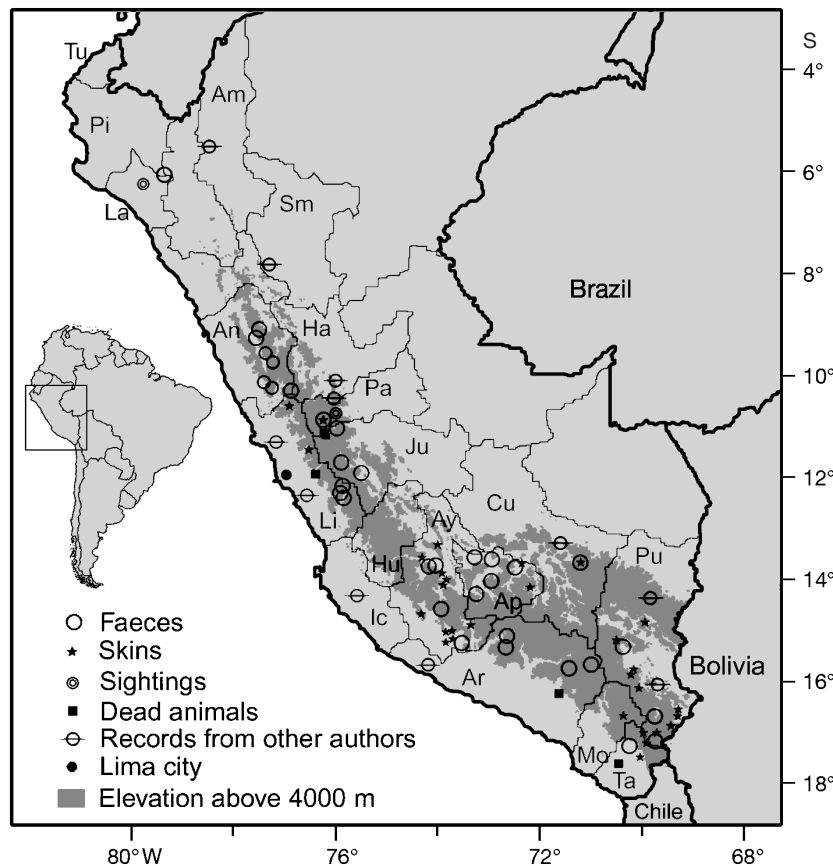 S
4°
6°
8°
10°
12°
14°
16°
18°
Tu
Am
Pi
La
Sm
Brazil
An
Ha
Pa
Ju
Cu
Li
Ay
Pu
Hu
Ap
Ic
Ar
Bolivia
Mo
Ta
Chile
Faeces
Skins
Sightings
Dead animals
Records from other authors
Lima city
Elevation above 4000 m
80°W
76°
72°
68°